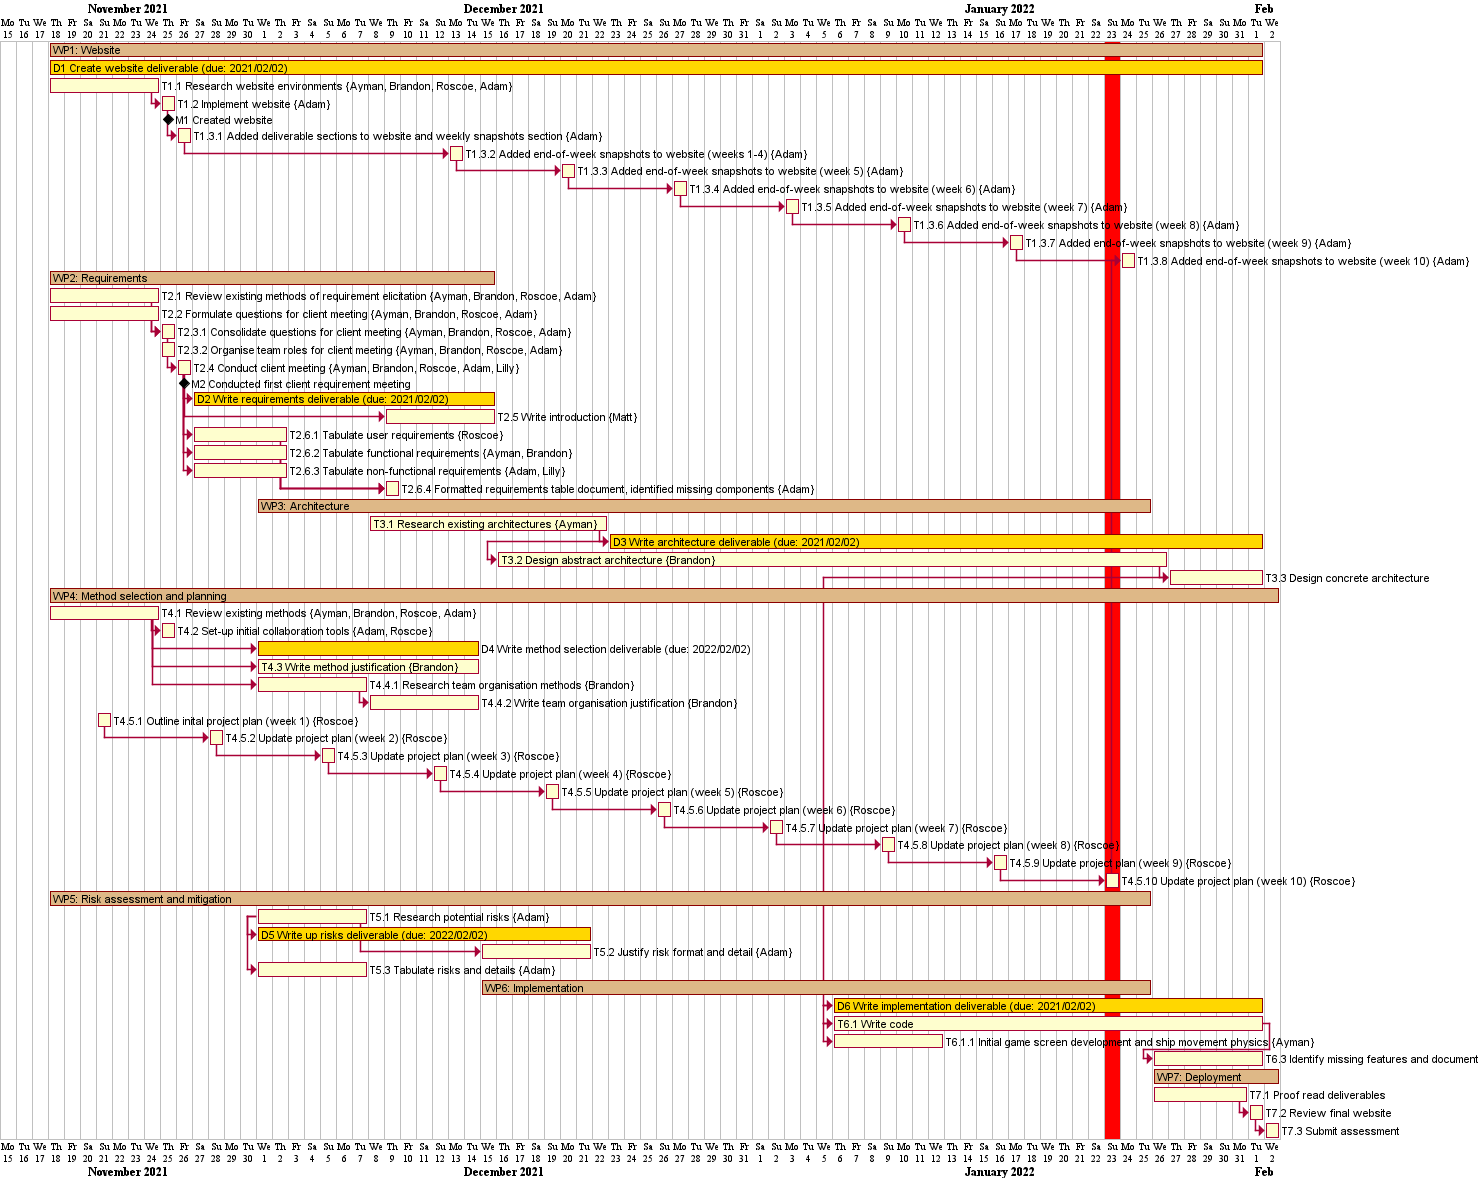 November 2021 December 2021 January 2022 Feb
Mo Tu We Th Fr Sa Su Mo Tu We Th Fr Sa Su Mo Tu We Th Fr Sa Su Mo Tu We Th Fr Sa Su Mo Tu We Th Fr Sa Su Mo Tu We Th Fr Sa Su Mo Tu We Th Fr Sa Su Mo Tu We Th Fr Sa Su Mo Tu We Th Fr Sa Su Mo Tu We Th Fr Sa Su Mo Tu We Th Fr Sa Su Mo Tu We
15 16 17 18 19 20 21 22 23 24 25 26 27 28 29 30 1 2 3 4 5 6 7 8 9 10 11 12 13 14 15 16 17 18 19 20 21 22 23 24 25 26 27 28 29 30 31 1 2 3 4 5 6 7 8 9 10 11 12 13 14 15 16 17 18 19 20 21 22 23 24 25 26 27 28 29 30 31 1 2
WP1: Website
D1 Create website deliverable (due: 2021/02/02)
T1.1 Research website environments {Ayman, Brandon, Roscoe, Adam}
T1.2 Implement website {Adam}
M1 Created website
T1.3.1 Added deliverable sections to website and weekly snapshots section {Adam}
T1.3.2 Added end-of-week snapshots to website (weeks 1-4) {Adam}
T1.3.3 Added end-of-week snapshots to website (week 5) {Adam}
T1.3.4 Added end-of-week snapshots to website (week 6) {Adam}
T1.3.5 Added end-of-week snapshots to website (week 7) {Adam}
T1.3.6 Added end-of-week snapshots to website (week 8) {Adam}
T1.3.7 Added end-of-week snapshots to website (week 9) {Adam}
T1.3.8 Added end-of-week snapshots to website (week 10) {Adam}
WP2: Requirements
T2.1 Review existing methods of requirement elicitation {Ayman, Brandon, Roscoe, Adam}
T2.2 Formulate questions for client meeting {Ayman, Brandon, Roscoe, Adam}
T2.3.1 Consolidate questions for client meeting {Ayman, Brandon, Roscoe, Adam}
T2.3.2 Organise team roles for client meeting {Ayman, Brandon, Roscoe, Adam}
T2.4 Conduct client meeting {Ayman, Brandon, Roscoe, Adam, Lilly}
M2 Conducted first client requirement meeting
D2 Write requirements deliverable (due: 2021/02/02)
T2.5 Write introduction {Matt}
T2.6.1 Tabulate user requirements {Roscoe}
T2.6.2 Tabulate functional requirements {Ayman, Brandon}
T2.6.3 Tabulate non-functional requirements {Adam, Lilly}
T2.6.4 Formatted requirements table document, identified missing components {Adam}
WP3: Architecture
T3.1 Research existing architectures {Ayman}
D3 Write architecture deliverable (due: 2021/02/02)
T3.2 Design abstract architecture {Brandon}
T3.3 Design concrete architecture
WP4: Method selection and planning
T4.1 Review existing methods {Ayman, Brandon, Roscoe, Adam}
T4.2 Set-up initial collaboration tools {Adam, Roscoe}
D4 Write method selection deliverable (due: 2022/02/02)
T4.3 Write method justification {Brandon}
T4.4.1 Research team organisation methods {Brandon}
T4.4.2 Write team organisation justification {Brandon}
T4.5.1 Outline inital project plan (week 1) {Roscoe}
T4.5.2 Update project plan (week 2) {Roscoe}
T4.5.3 Update project plan (week 3) {Roscoe}
T4.5.4 Update project plan (week 4) {Roscoe}
T4.5.5 Update project plan (week 5) {Roscoe}
T4.5.6 Update project plan (week 6) {Roscoe}
T4.5.7 Update project plan (week 7) {Roscoe}
T4.5.8 Update project plan (week 8) {Roscoe}
T4.5.9 Update project plan (week 9) {Roscoe}
T4.5.10 Update project plan (week 10) {Roscoe}
WP5: Risk assessment and mitigation
T5.1 Research potential risks {Adam}
D5 Write up risks deliverable (due: 2022/02/02)
T5.2 Justify risk format and detail {Adam}
T5.3 Tabulate risks and details {Adam}
WP6: Implementation
D6 Write implementation deliverable (due: 2021/02/02)
T6.1 Write code
T6.1.1 Initial game screen development and ship movement physics {Ayman}
T6.3 Identify missing features and document
WP7: Deployment
T7.1 Proof read deliverables
T7.2 Review final website
T7.3 Submit assessment
Mo Tu We Th Fr Sa Su Mo Tu We Th Fr Sa Su Mo Tu We Th Fr Sa Su Mo Tu We Th Fr Sa Su Mo Tu We Th Fr Sa Su Mo Tu We Th Fr Sa Su Mo Tu We Th Fr Sa Su Mo Tu We Th Fr Sa Su Mo Tu We Th Fr Sa Su Mo Tu We Th Fr Sa Su Mo Tu We Th Fr Sa Su Mo Tu We
15 16 17 18 19 20 21 22 23 24 25 26 27 28 29 30 1 2 3 4 5 6 7 8 9 10 11 12 13 14 15 16 17 18 19 20 21 22 23 24 25 26 27 28 29 30 31 1 2 3 4 5 6 7 8 9 10 11 12 13 14 15 16 17 18 19 20 21 22 23 24 25 26 27 28 29 30 31 1 2
November 2021 December 2021 January 2022 Feb